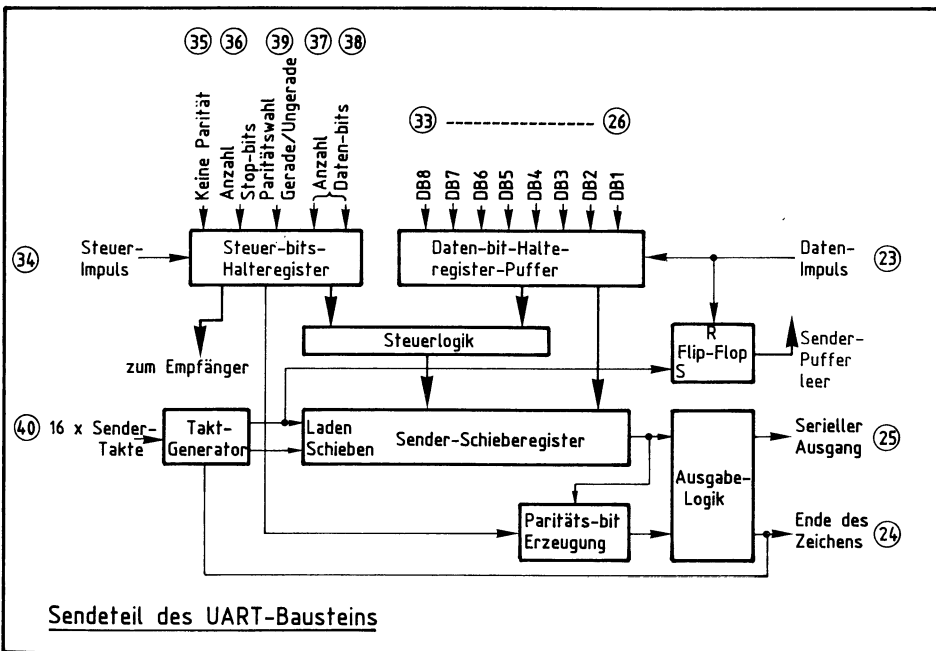 35 36 39 37 38
Keine Parität
Anzahl
Stop-bits
Paritätswahl
Gerade/Ungerade
Anzahl
Daten-bits
33 26
DB8
DB7
DB6
DB5
DB4
DB3
DB2
DB1
34
Steuer-
Impuls
Steuer-bits-
Halteregister
Daten-bit-Halte-
register-Puffer
Daten-
Impuls
23
Steuerlogik
R
Flip-Flop
S
Sender-
Puffer
leer
zum Empfänger
40 16 x Sender-
Takte
Takt-
Generator
Laden
Schieben
Sender-Schieberegister
Ausgabe-
Logik
Serieller
Ausgang
25
Paritäts-bit
Erzeugung
Ende des
Zeichens
24
Sendeteil des UART-Bausteins